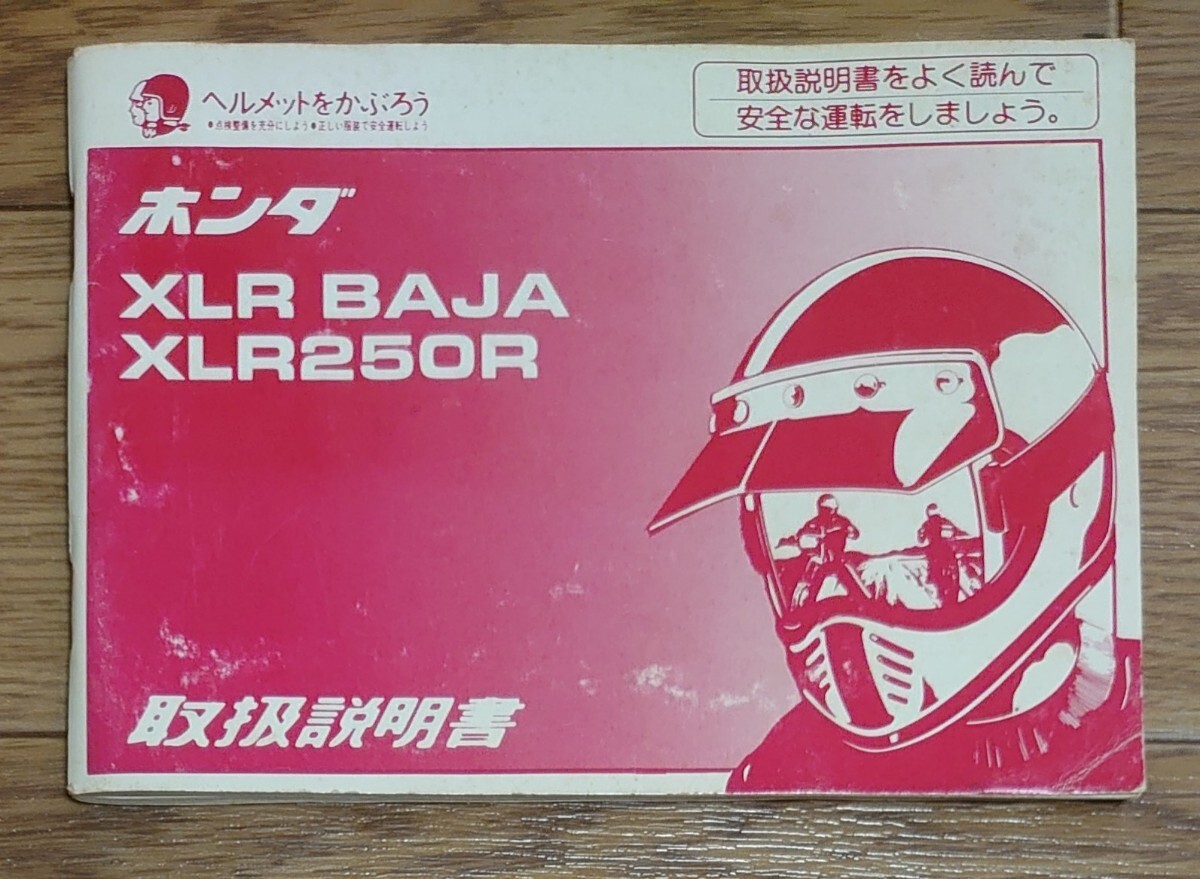 ヘルメットをかぶろう
●点検整備を充分にしよう●正しい服装で安全運転しよう
取扱説明書をよく読んで
安全な運転をしましょう。
ホンダ
XLR BAJA
XLR250R
取扱説明書